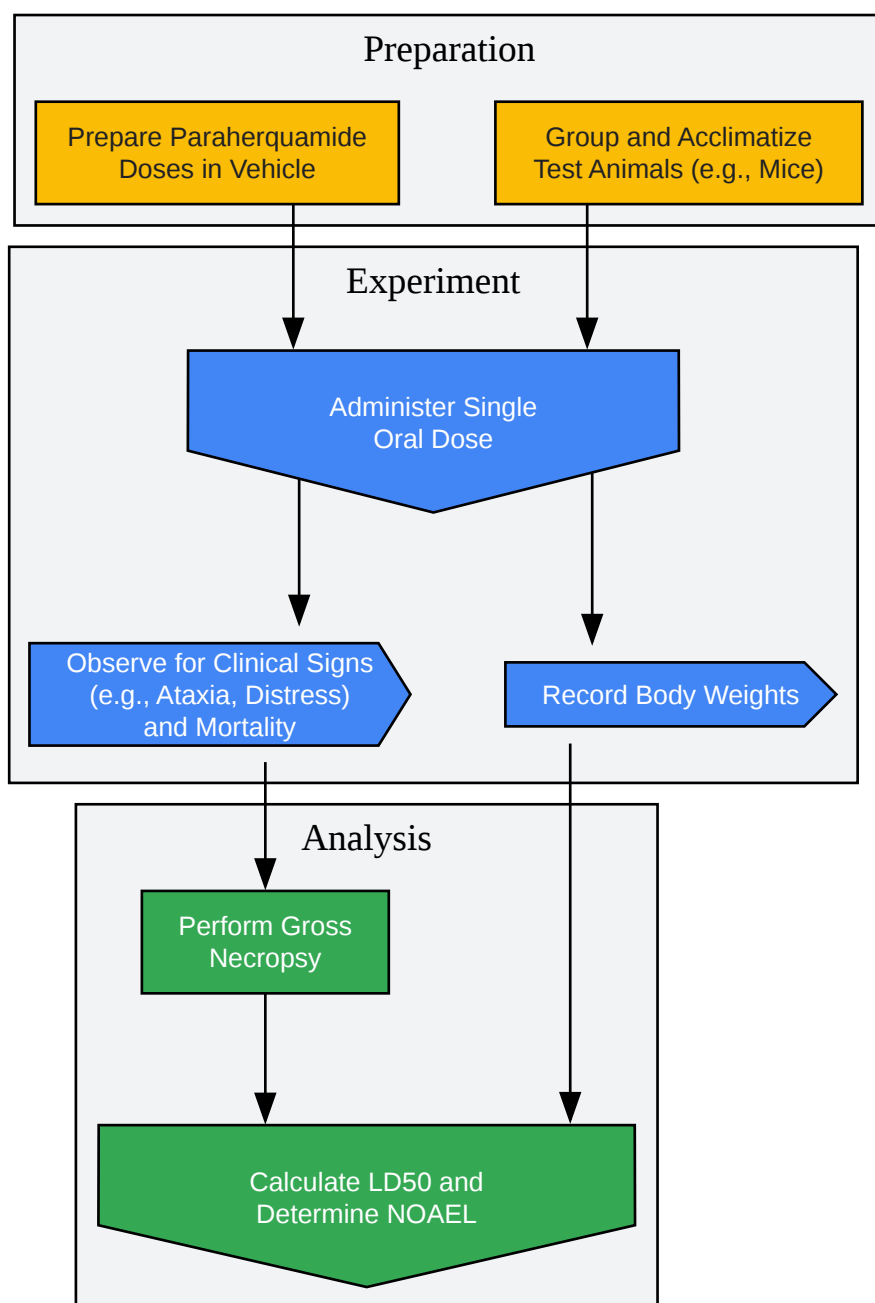 Preparation
Prepare Paraherquamide
Doses in Vehicle
Group and Acclimatize
Test Animals (e.g., Mice)
Experiment
Administer Single
Oral Dose
Observe for Clinical Signs
(e.g., Ataxia, Distress)
and Mortality
Record Body Weights
Analysis
Perform Gross
Necropsy
Calculate LD50 and
Determine NOAEL